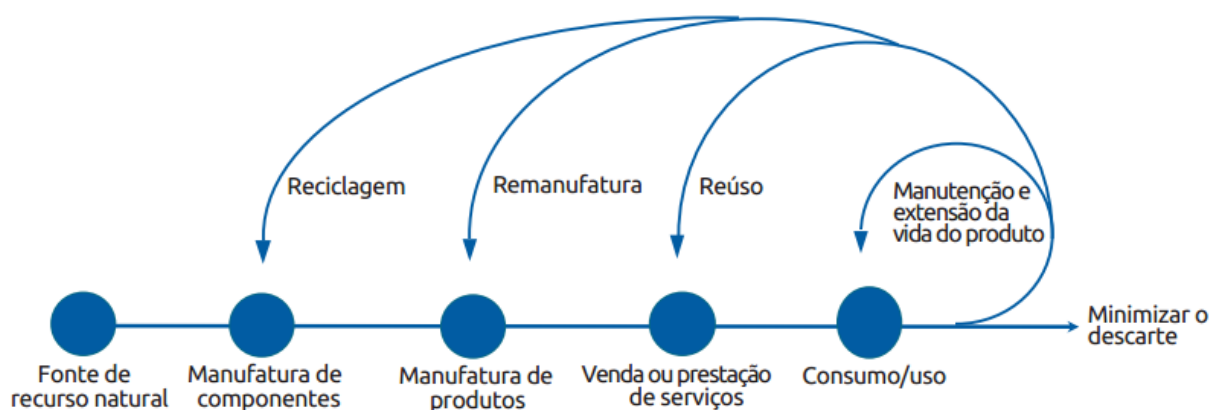 Reciclagem
Remanufatura
Reúso
Manutenção e
extensão da
vida do produto
Minimizar o
descarte
Fonte de
recurso natural
Manufatura de
componentes
Manufatura de
produtos
Venda ou prestação
de serviços
Consumo/uso